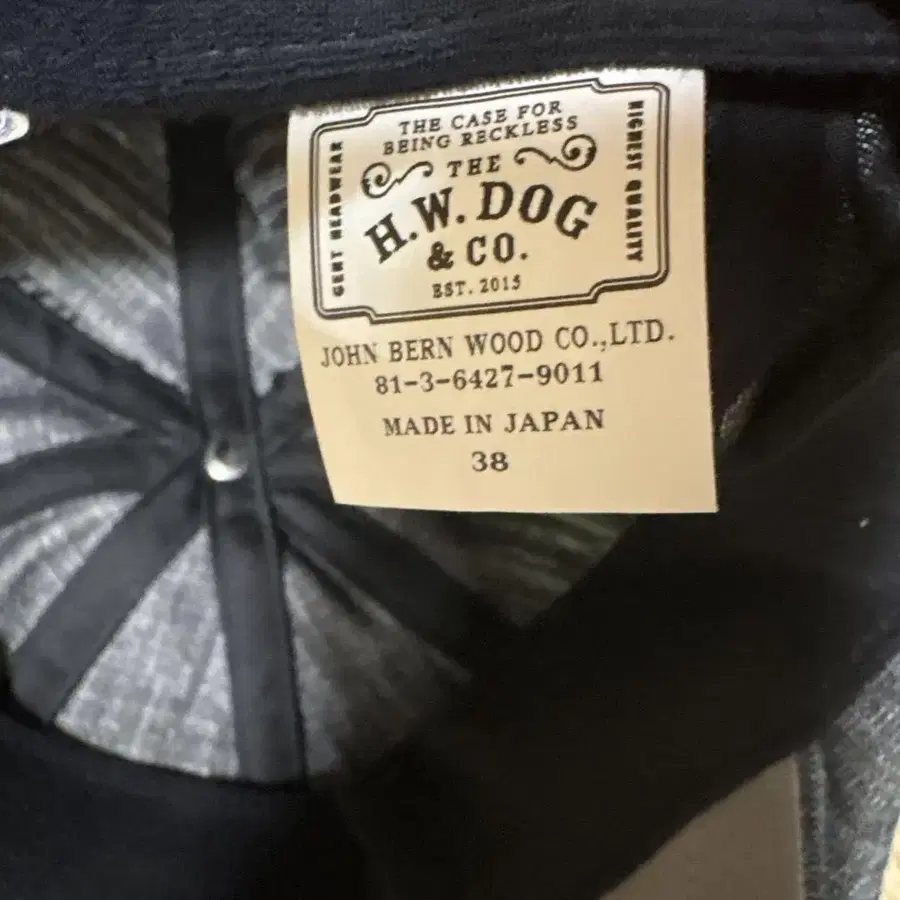 THE CASE FOR
BEING RECKLESS
THE
H.W. DOG
& CO.
EST. 2015
GENT HEADWEAR
HIGHEST QUALITY
JOHN BERN WOOD CO.,LTD.
81-3-6427-9011
MADE IN JAPAN
38